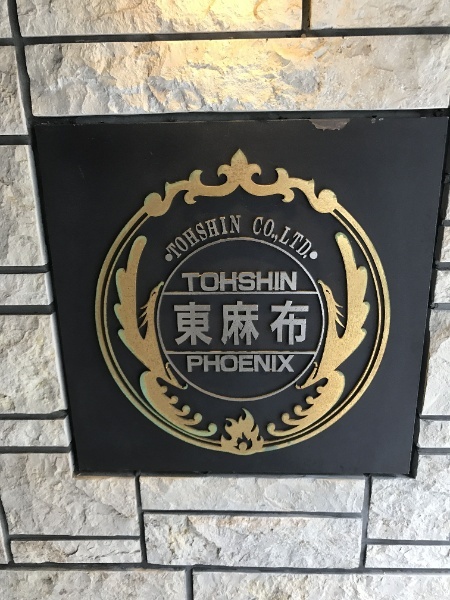 •TOHSHIN CO.,LTD.•
TOHSHIN
東麻布
PHOENIX